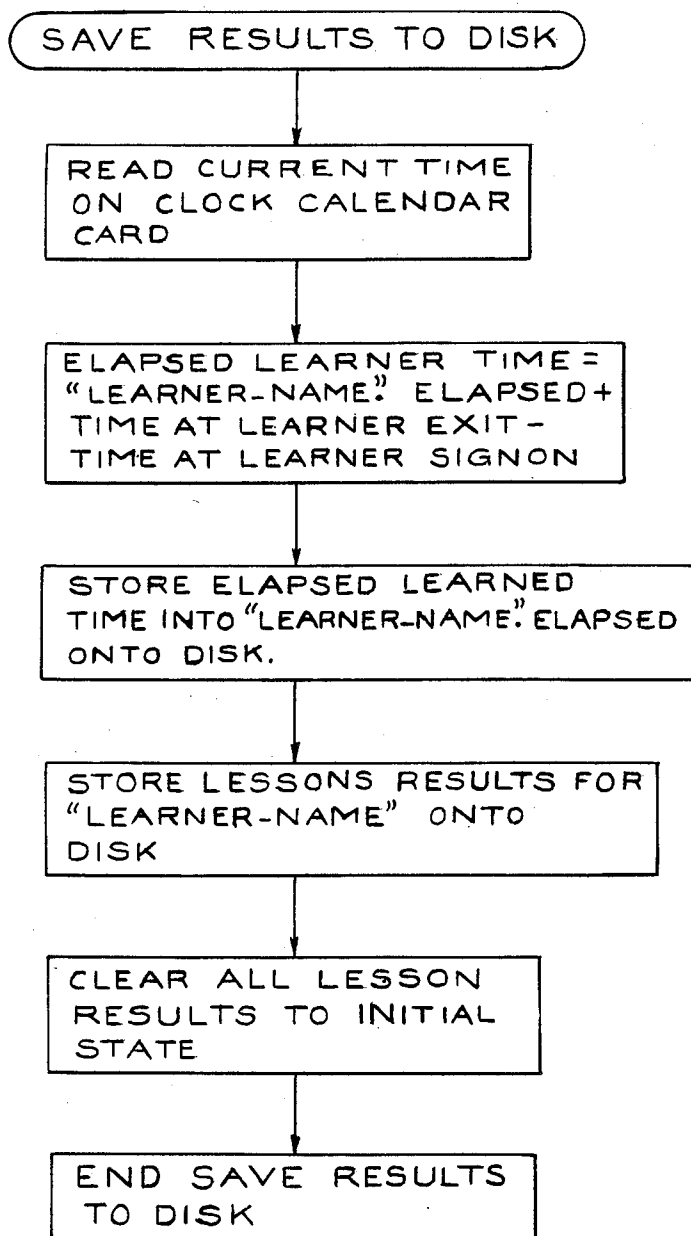 SAVE RESULTS TO DISK
READ CURRENT TIME
ON CLOCK CALENDAR
CARD
ELAPSED LEARNER TIME =
"LEARNER-NAME". ELAPSED +
TIME AT LEARNER EXIT -
TIME AT LEARNER SIGNON
STORE ELAPSED LEARNED
TIME INTO "LEARNER-NAME". ELAPSED
ONTO DISK.
STORE LESSONS RESULTS FOR
"LEARNER-NAME" ONTO
DISK
CLEAR ALL LESSON
RESULTS TO INITIAL
STATE
END SAVE RESULTS
TO DISK